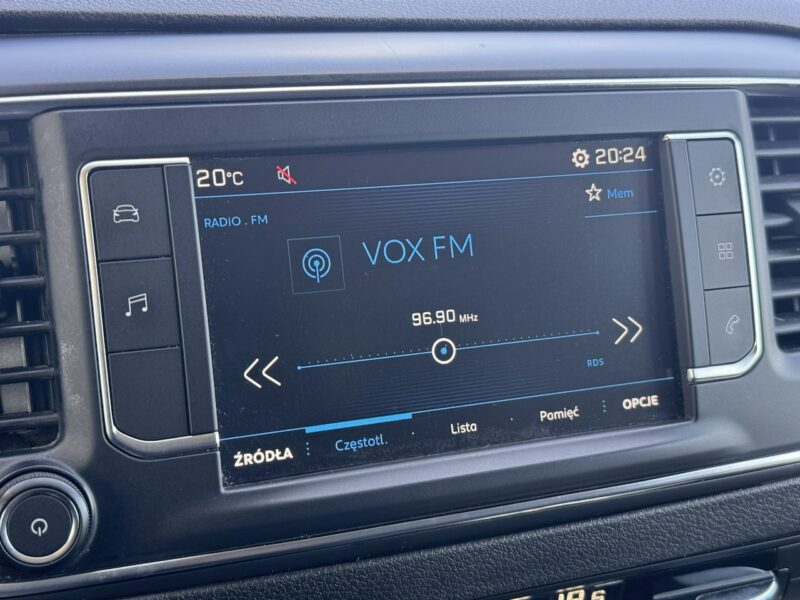 20°C
20:24
Mem
RADIO . FM
VOX FM
96.90 MHz
RDS
ŹRÓDŁA
Częstotl.
Lista
Pamięć
OPCJE